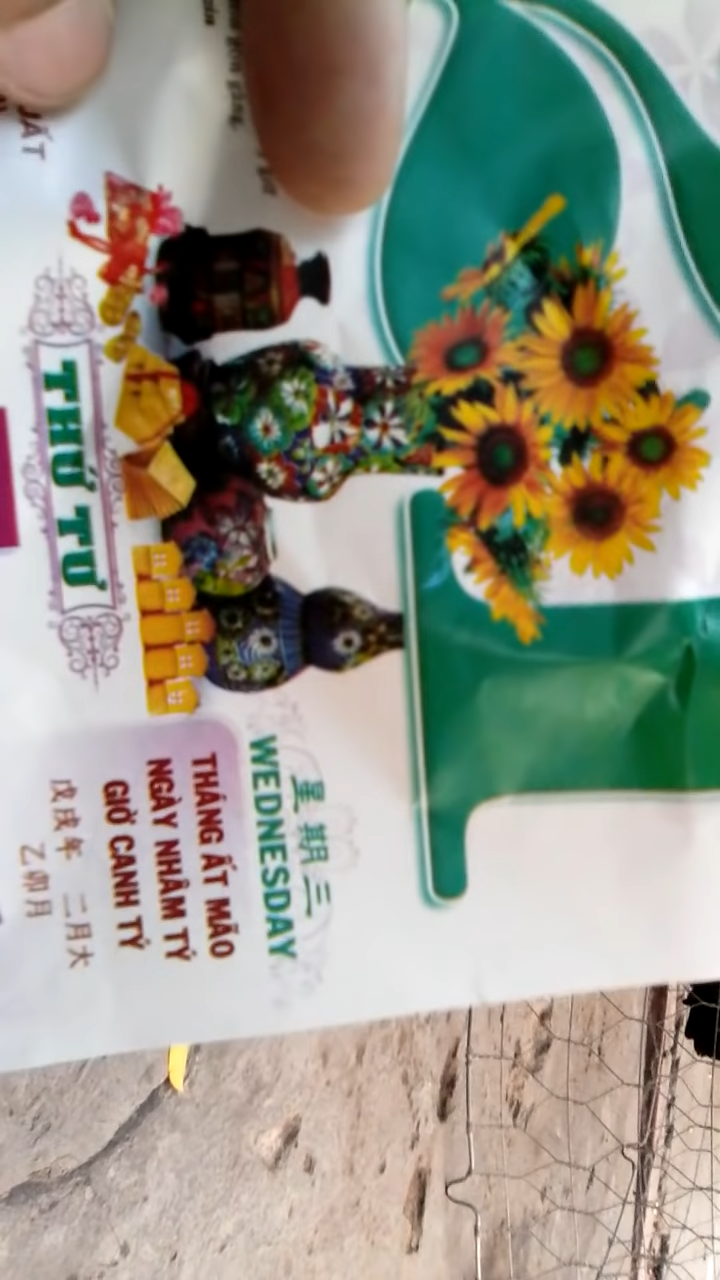 1
星期三
WEDNESDAY
THÁNG ẤT MÃO
NGÀY NHÂM TÝ
GIỜ CANH TÝ
戊戌年 二月大
乙卯月
THỨ TƯ